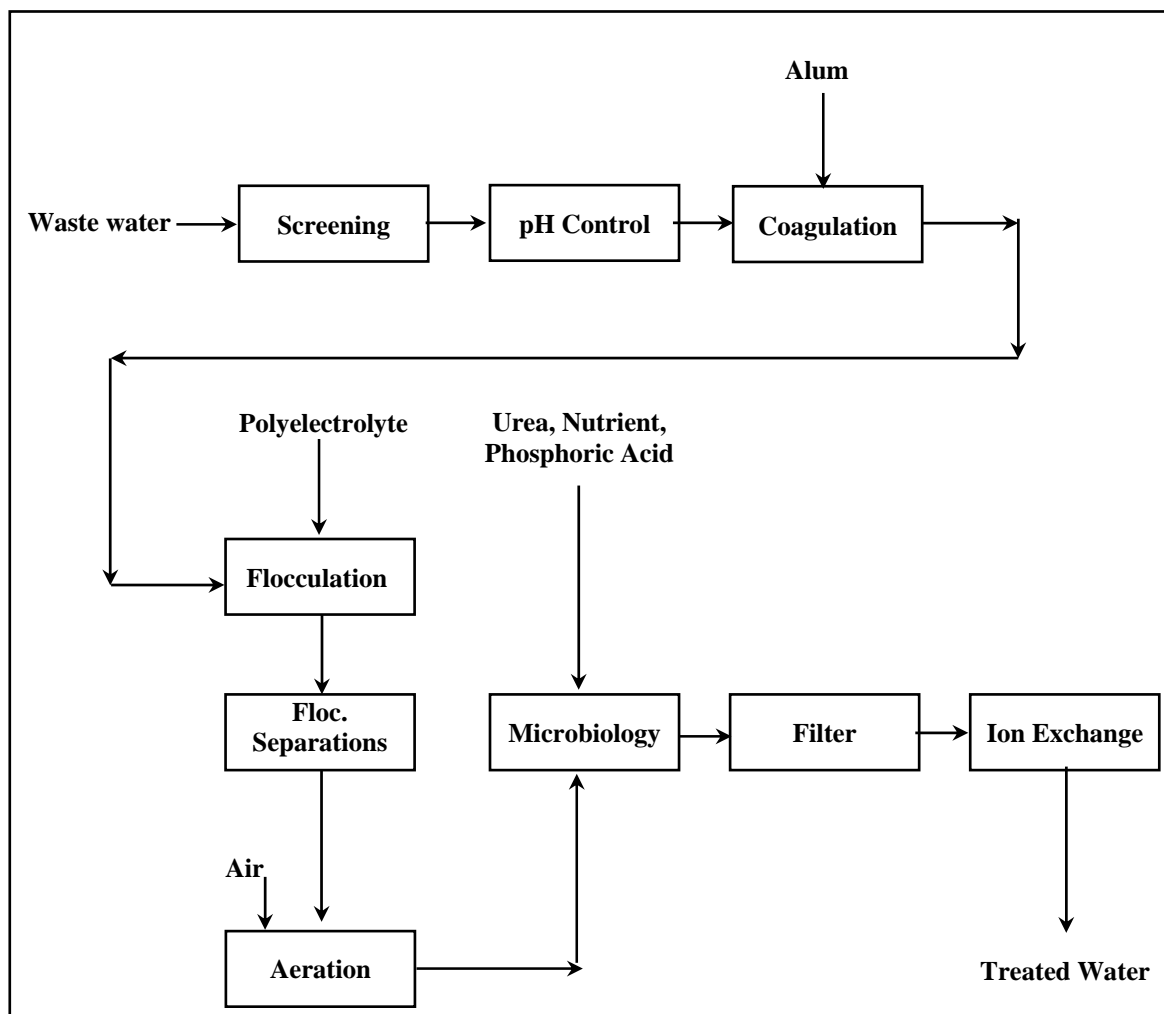 Alum
Waste water
Screening
pH Control
Coagulation
Polyelectrolyte
Urea, Nutrient,
Phosphoric Acid
Flocculation
Floc.
Separations
Microbiology
Filter
Ion Exchange
Air
Aeration
Treated Water